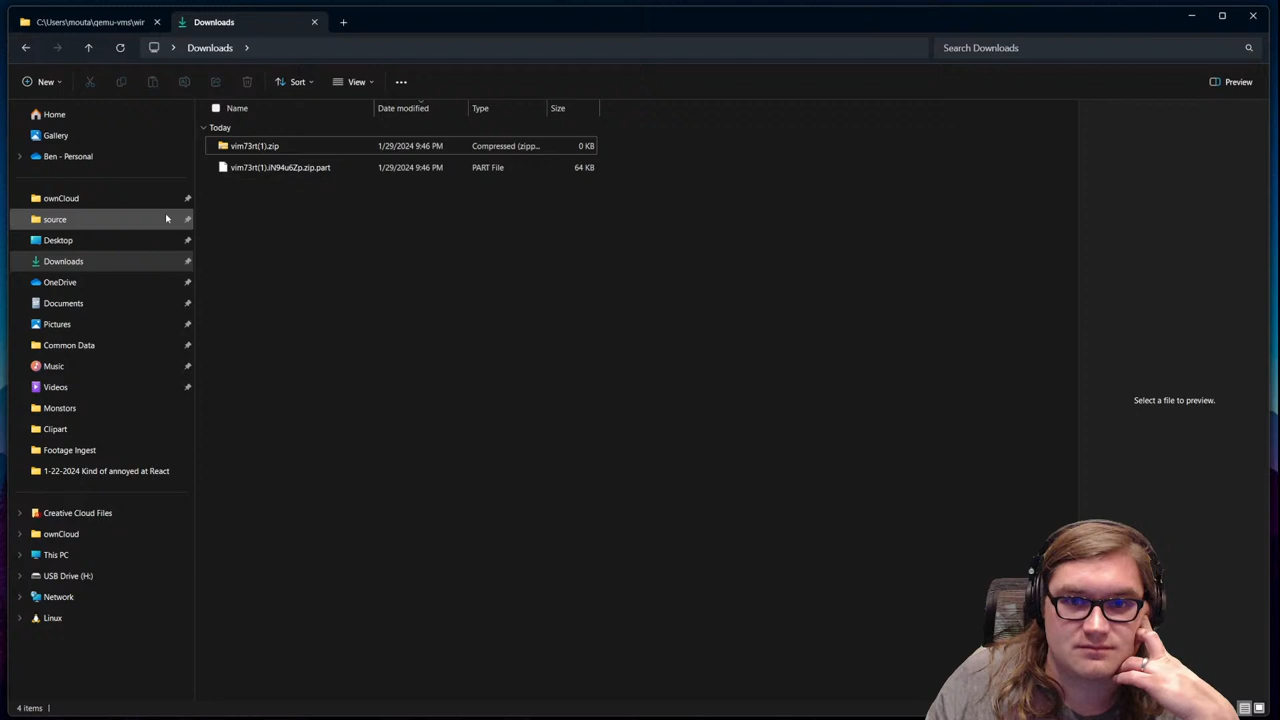 C:\Users\mouta\qemu-vms\wir
Downloads
Downloads
Search Downloads
New
Sort
View
Preview
Name
Date modified
Type
Size
Home
Gallery
Ben - Personal
ownCloud
source
Desktop
Downloads
OneDrive
Documents
Pictures
Common Data
Music
Videos
Monstors
Clipart
Footage Ingest
1-22-2024 Kind of annoyed at React
Creative Cloud Files
ownCloud
This PC
USB Drive (H:)
Network
Linux
Today
vim73rt(1).zip 1/29/2024 9:46 PM Compressed (zipp... 0 KB
vim73rt(1).iN94u6Zp.zip.part 1/29/2024 9:46 PM PART File 64 KB
Select a file to preview.
4 items